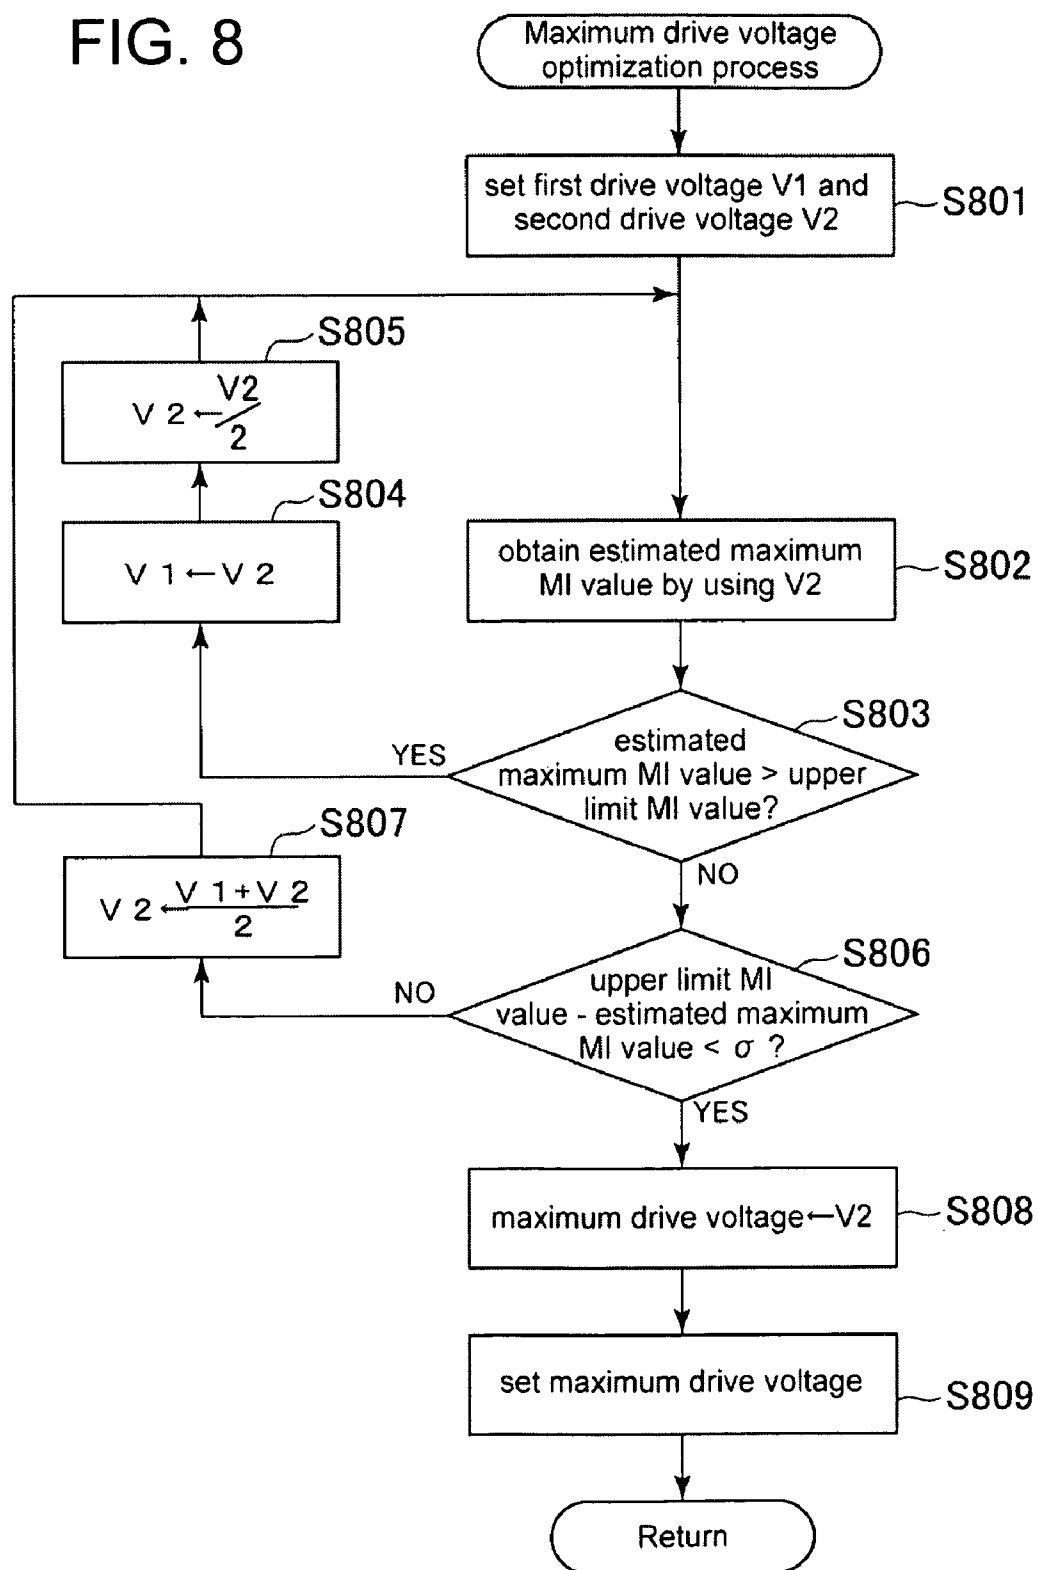 FIG. 8
Maximum drive voltage
optimization process
set first drive voltage V1 and
second drive voltage V2
S801
S805
V 2 ← V2/2
S804
V 1 ← V 2
obtain estimated maximum
MI value by using V2
S802
S803
YES
estimated
maximum MI value > upper
limit MI value?
NO
S807
V 2 ← V 1 + V 2
2
S806
NO
upper limit MI
value - estimated maximum
MI value < σ ?
YES
maximum drive voltage←V2
S808
set maximum drive voltage
S809
Return